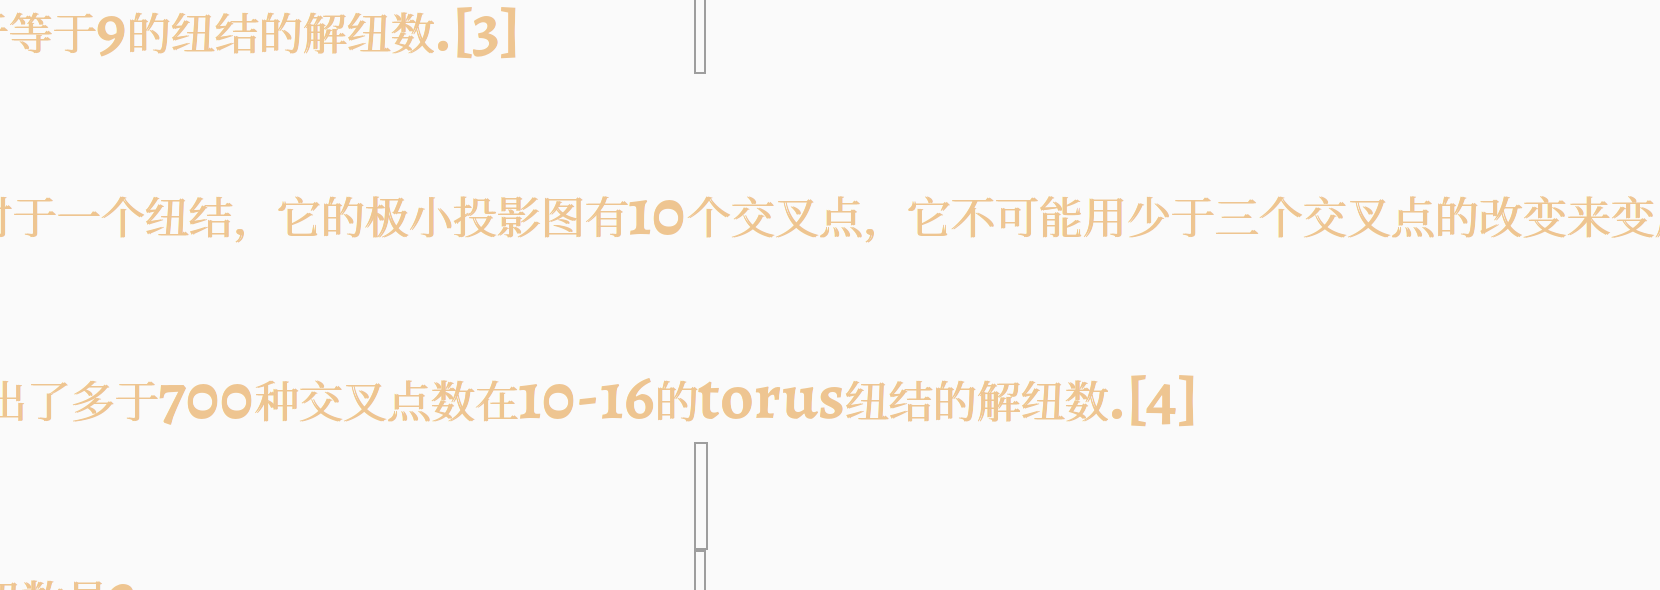 等于9的纽结的解纽数.[3]
对于一个纽结，它的极小投影图有10个交叉点，它不可能用少于三个交叉点的改变来变
出了多于700种交叉点数在10-16的torus纽结的解纽数.[4]